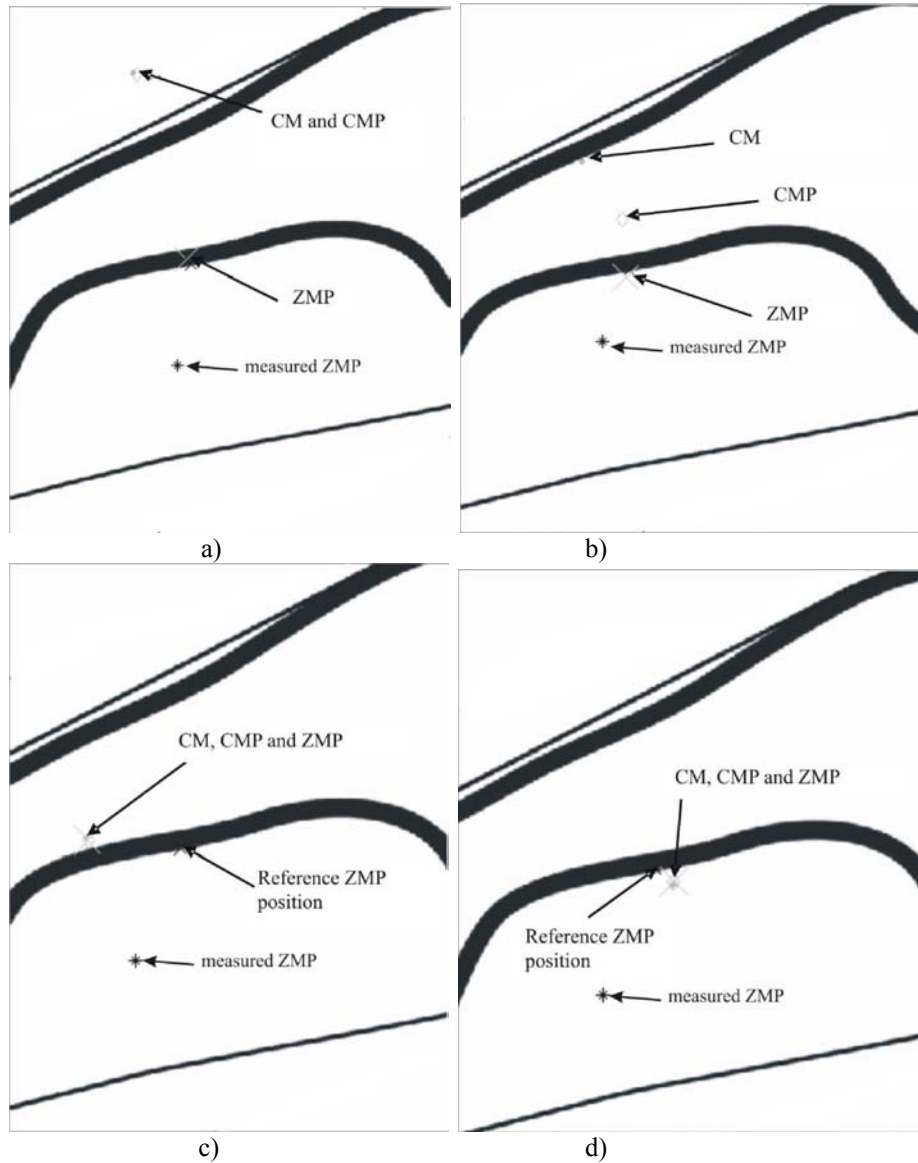 CM and CMP
ZMP
measured ZMP
a)
CM
CMP
ZMP
measured ZMP
b)
CM, CMP and ZMP
Reference ZMP
position
measured ZMP
c)
CM, CMP and ZMP
Reference ZMP
position
measured ZMP
d)